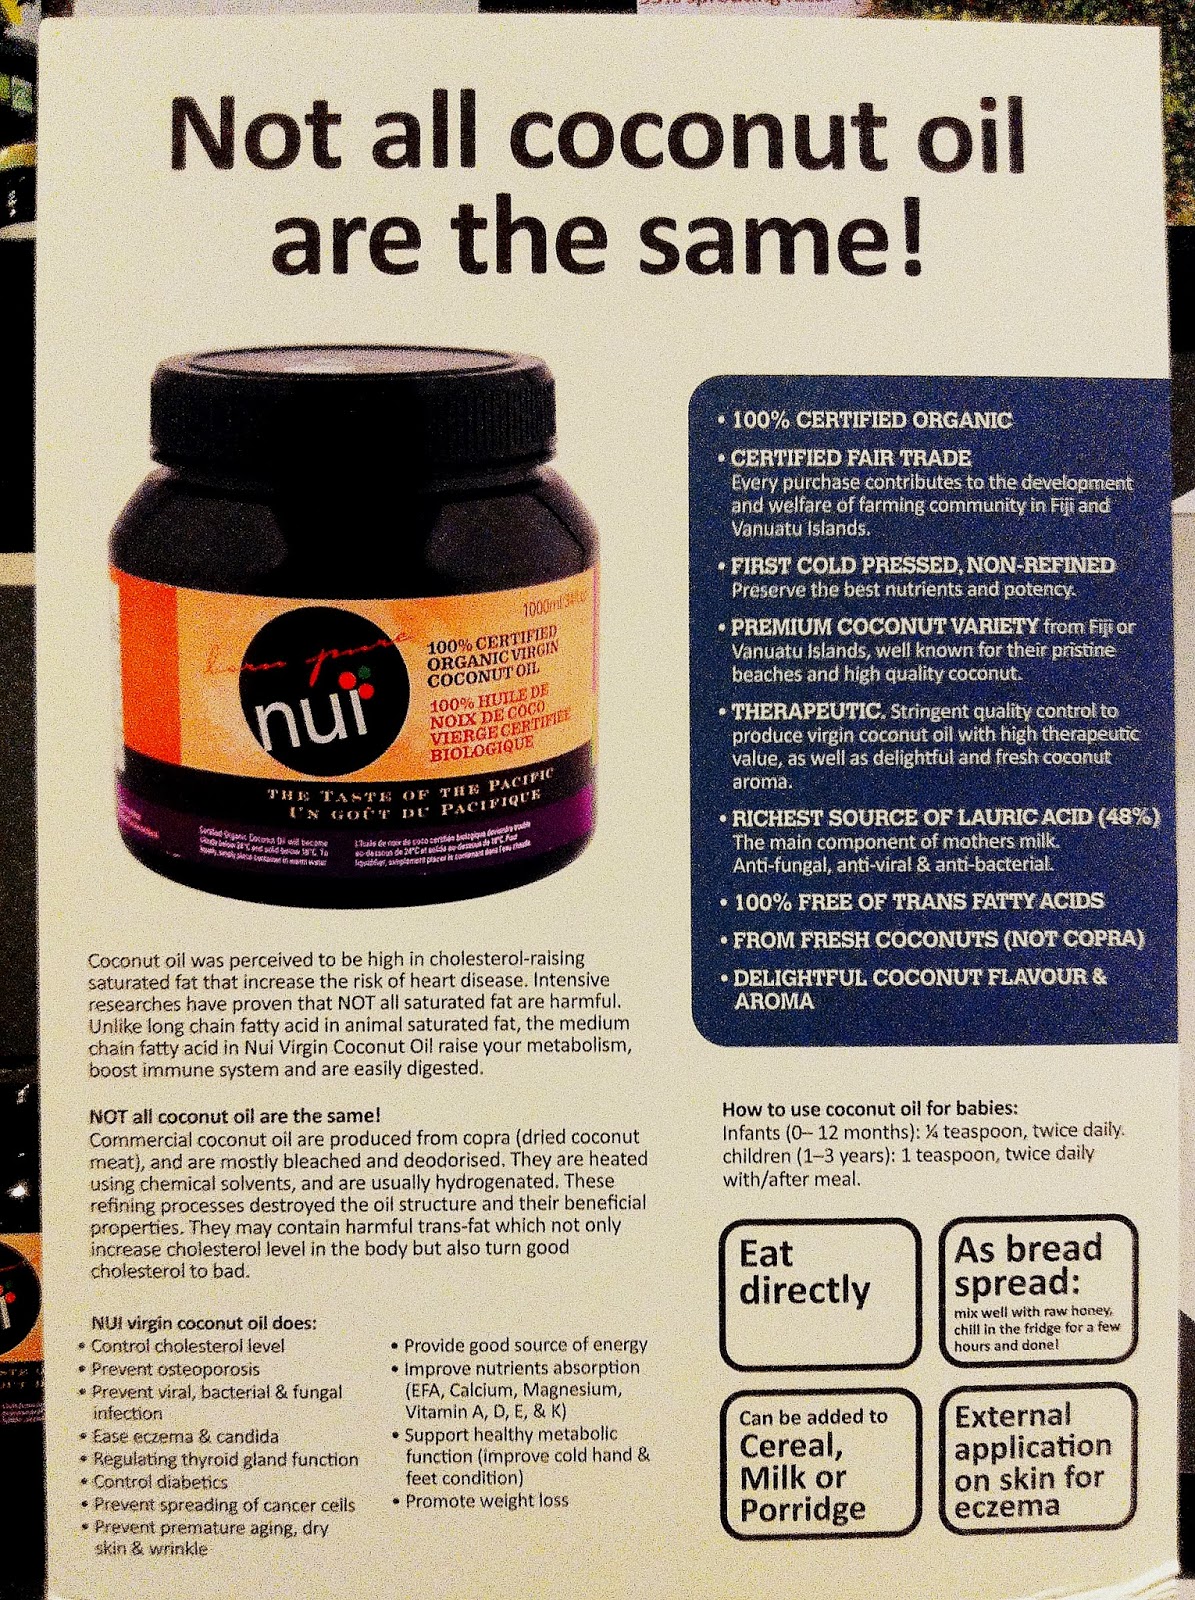 Not all coconut oil
are the same!
1000ml
100% CERTIFIED
ORGANIC VIRGIN
COCONUT OIL
100% HUILE DE
NOIX DE COCO
VIERGE CERTIFIÉE
BIOLOGIQUE
nui
THE TASTE OF THE PACIFIC
UN GOÛT DU PACIFIQUE
• 100% CERTIFIED ORGANIC
• CERTIFIED FAIR TRADE
Every purchase contributes to the development
and welfare of farming community in Fiji and
Vanuatu Islands.
• FIRST COLD PRESSED, NON-REFINED
Preserve the best nutrients and potency.
• PREMIUM COCONUT VARIETY from Fiji or
Vanuatu Islands, well known for their pristine
beaches and high quality coconut.
• THERAPEUTIC. Stringent quality control to
produce virgin coconut oil with high therapeutic
value, as well as delightful and fresh coconut
aroma.
• RICHEST SOURCE OF LAURIC ACID (48%)
The main component of mothers milk.
Anti-fungal, anti-viral & anti-bacterial.
• 100% FREE OF TRANS FATTY ACIDS
• FROM FRESH COCONUTS (NOT COPRA)
• DELIGHTFUL COCONUT FLAVOUR &
AROMA
Coconut oil was perceived to be high in cholesterol-raising
saturated fat that increase the risk of heart disease. Intensive
researches have proven that NOT all saturated fat are harmful.
Unlike long chain fatty acid in animal saturated fat, the medium
chain fatty acid in Nui Virgin Coconut Oil raise your metabolism,
boost immune system and are easily digested.
NOT all coconut oil are the same!
Commercial coconut oil are produced from copra (dried coconut
meat), and are mostly bleached and deodorised. They are heated
using chemical solvents, and are usually hydrogenated. These
refining processes destroyed the oil structure and their beneficial
properties. They may contain harmful trans-fat which not only
increase cholesterol level in the body but also turn good
cholesterol to bad.
NUI virgin coconut oil does:
• Control cholesterol level
• Prevent osteoporosis
• Prevent viral, bacterial & fungal
infection
• Ease eczema & candida
• Regulating thyroid gland function
• Control diabetics
• Prevent spreading of cancer cells
• Prevent premature aging, dry
skin & wrinkle
• Provide good source of energy
• Improve nutrients absorption
(EFA, Calcium, Magnesium,
Vitamin A, D, E, & K)
• Support healthy metabolic
function (improve cold hand &
feet condition)
• Promote weight loss
How to use coconut oil for babies:
Infants (0– 12 months): ¼ teaspoon, twice daily.
children (1–3 years): 1 teaspoon, twice daily
with/after meal.
Eat
directly
As bread
spread:
mix well with raw honey,
chill in the fridge for a few
hours and done!
Can be added to
Cereal,
Milk or
Porridge
External
application
on skin for
eczema